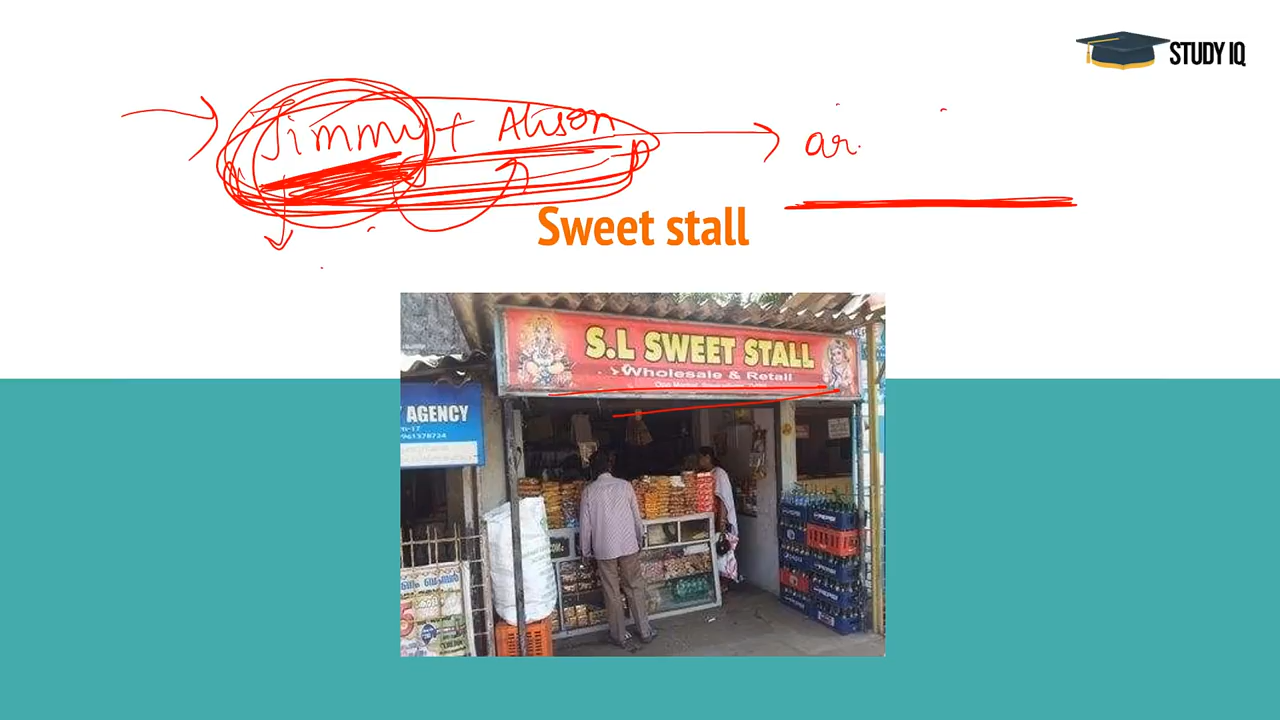 STUDY IQ
Jimmy + Alison → ar.
Sweet stall
S.L SWEET STALL
Wholesale & Retail
AGENCY